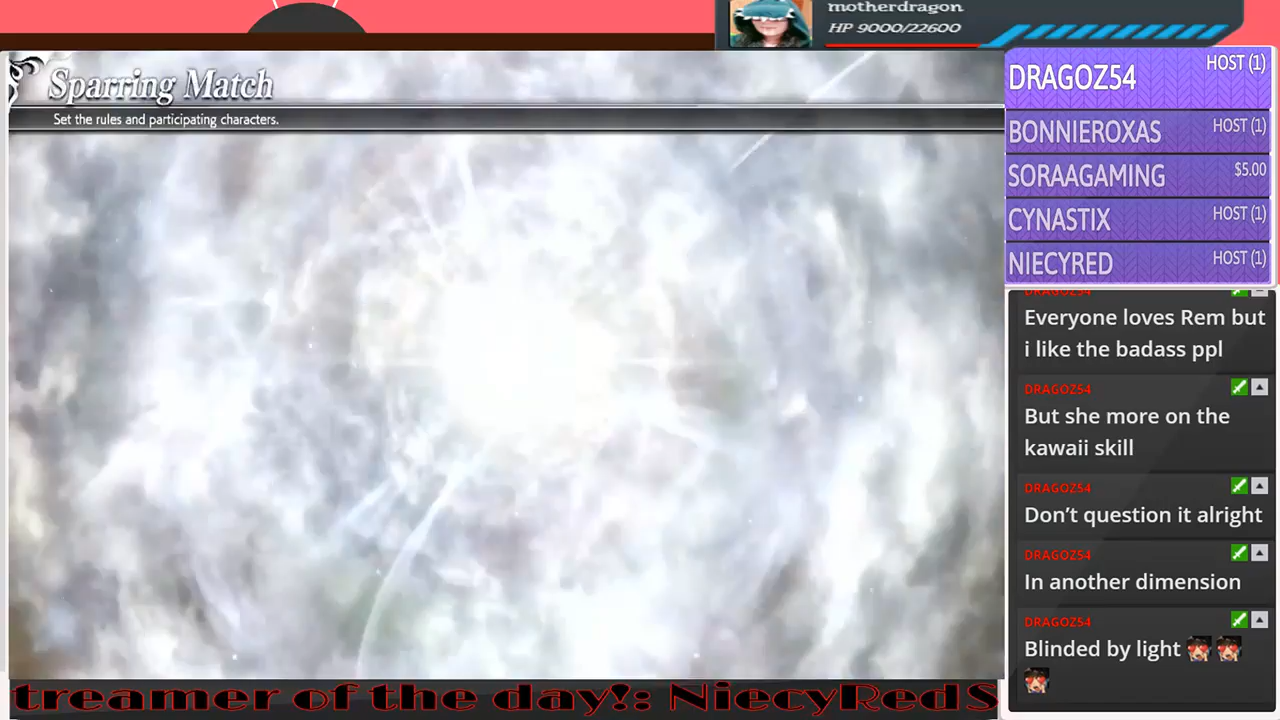 motherdragon
HP 9000/22600
Sparring Match
Set the rules and participating characters.
DRAGOZ54 HOST (1)
BONNIEROXAS HOST (1)
SORAAGAMING $5.00
CYNASTIX HOST (1)
NIECYRED HOST (1)
DRAGOZ54
Everyone loves Rem but
i like the badass ppl
DRAGOZ54
But she more on the
kawaii skill
DRAGOZ54
Don't question it alright
DRAGOZ54
In another dimension
DRAGOZ54
Blinded by light
treamer of the day!: NiecyRed S